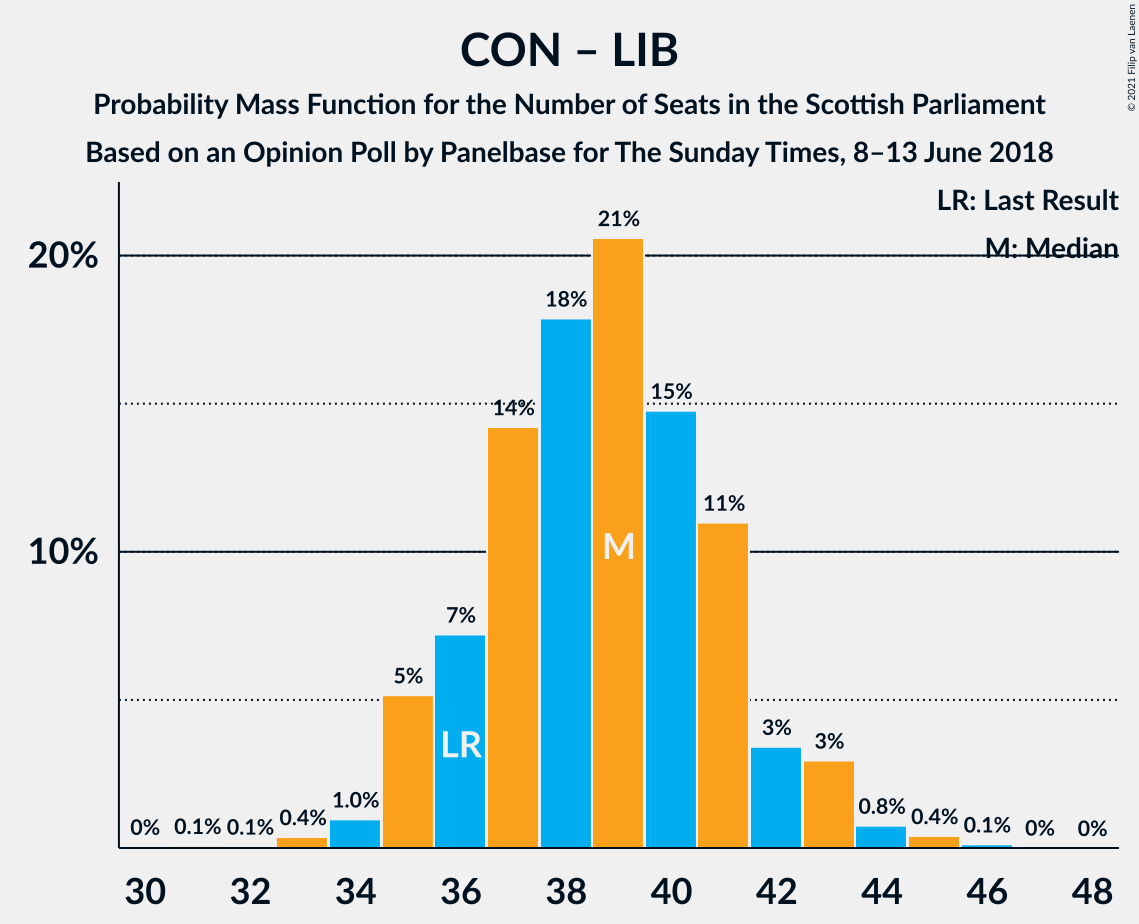 CON – LIB
Probability Mass Function for the Number of Seats in the Scottish Parliament
Based on an Opinion Poll by Panelbase for The Sunday Times, 8–13 June 2018
© 2021 Filip van Laenen
LR: Last Result
M: Median
20%
10%
0%
0.1%
0.1%
0.4%
1.0%
5%
7%
14%
18%
21%
15%
11%
3%
3%
0.8%
0.4%
0.1%
0%
0%
LR
M
30 32 34 36 38 40 42 44 46 48